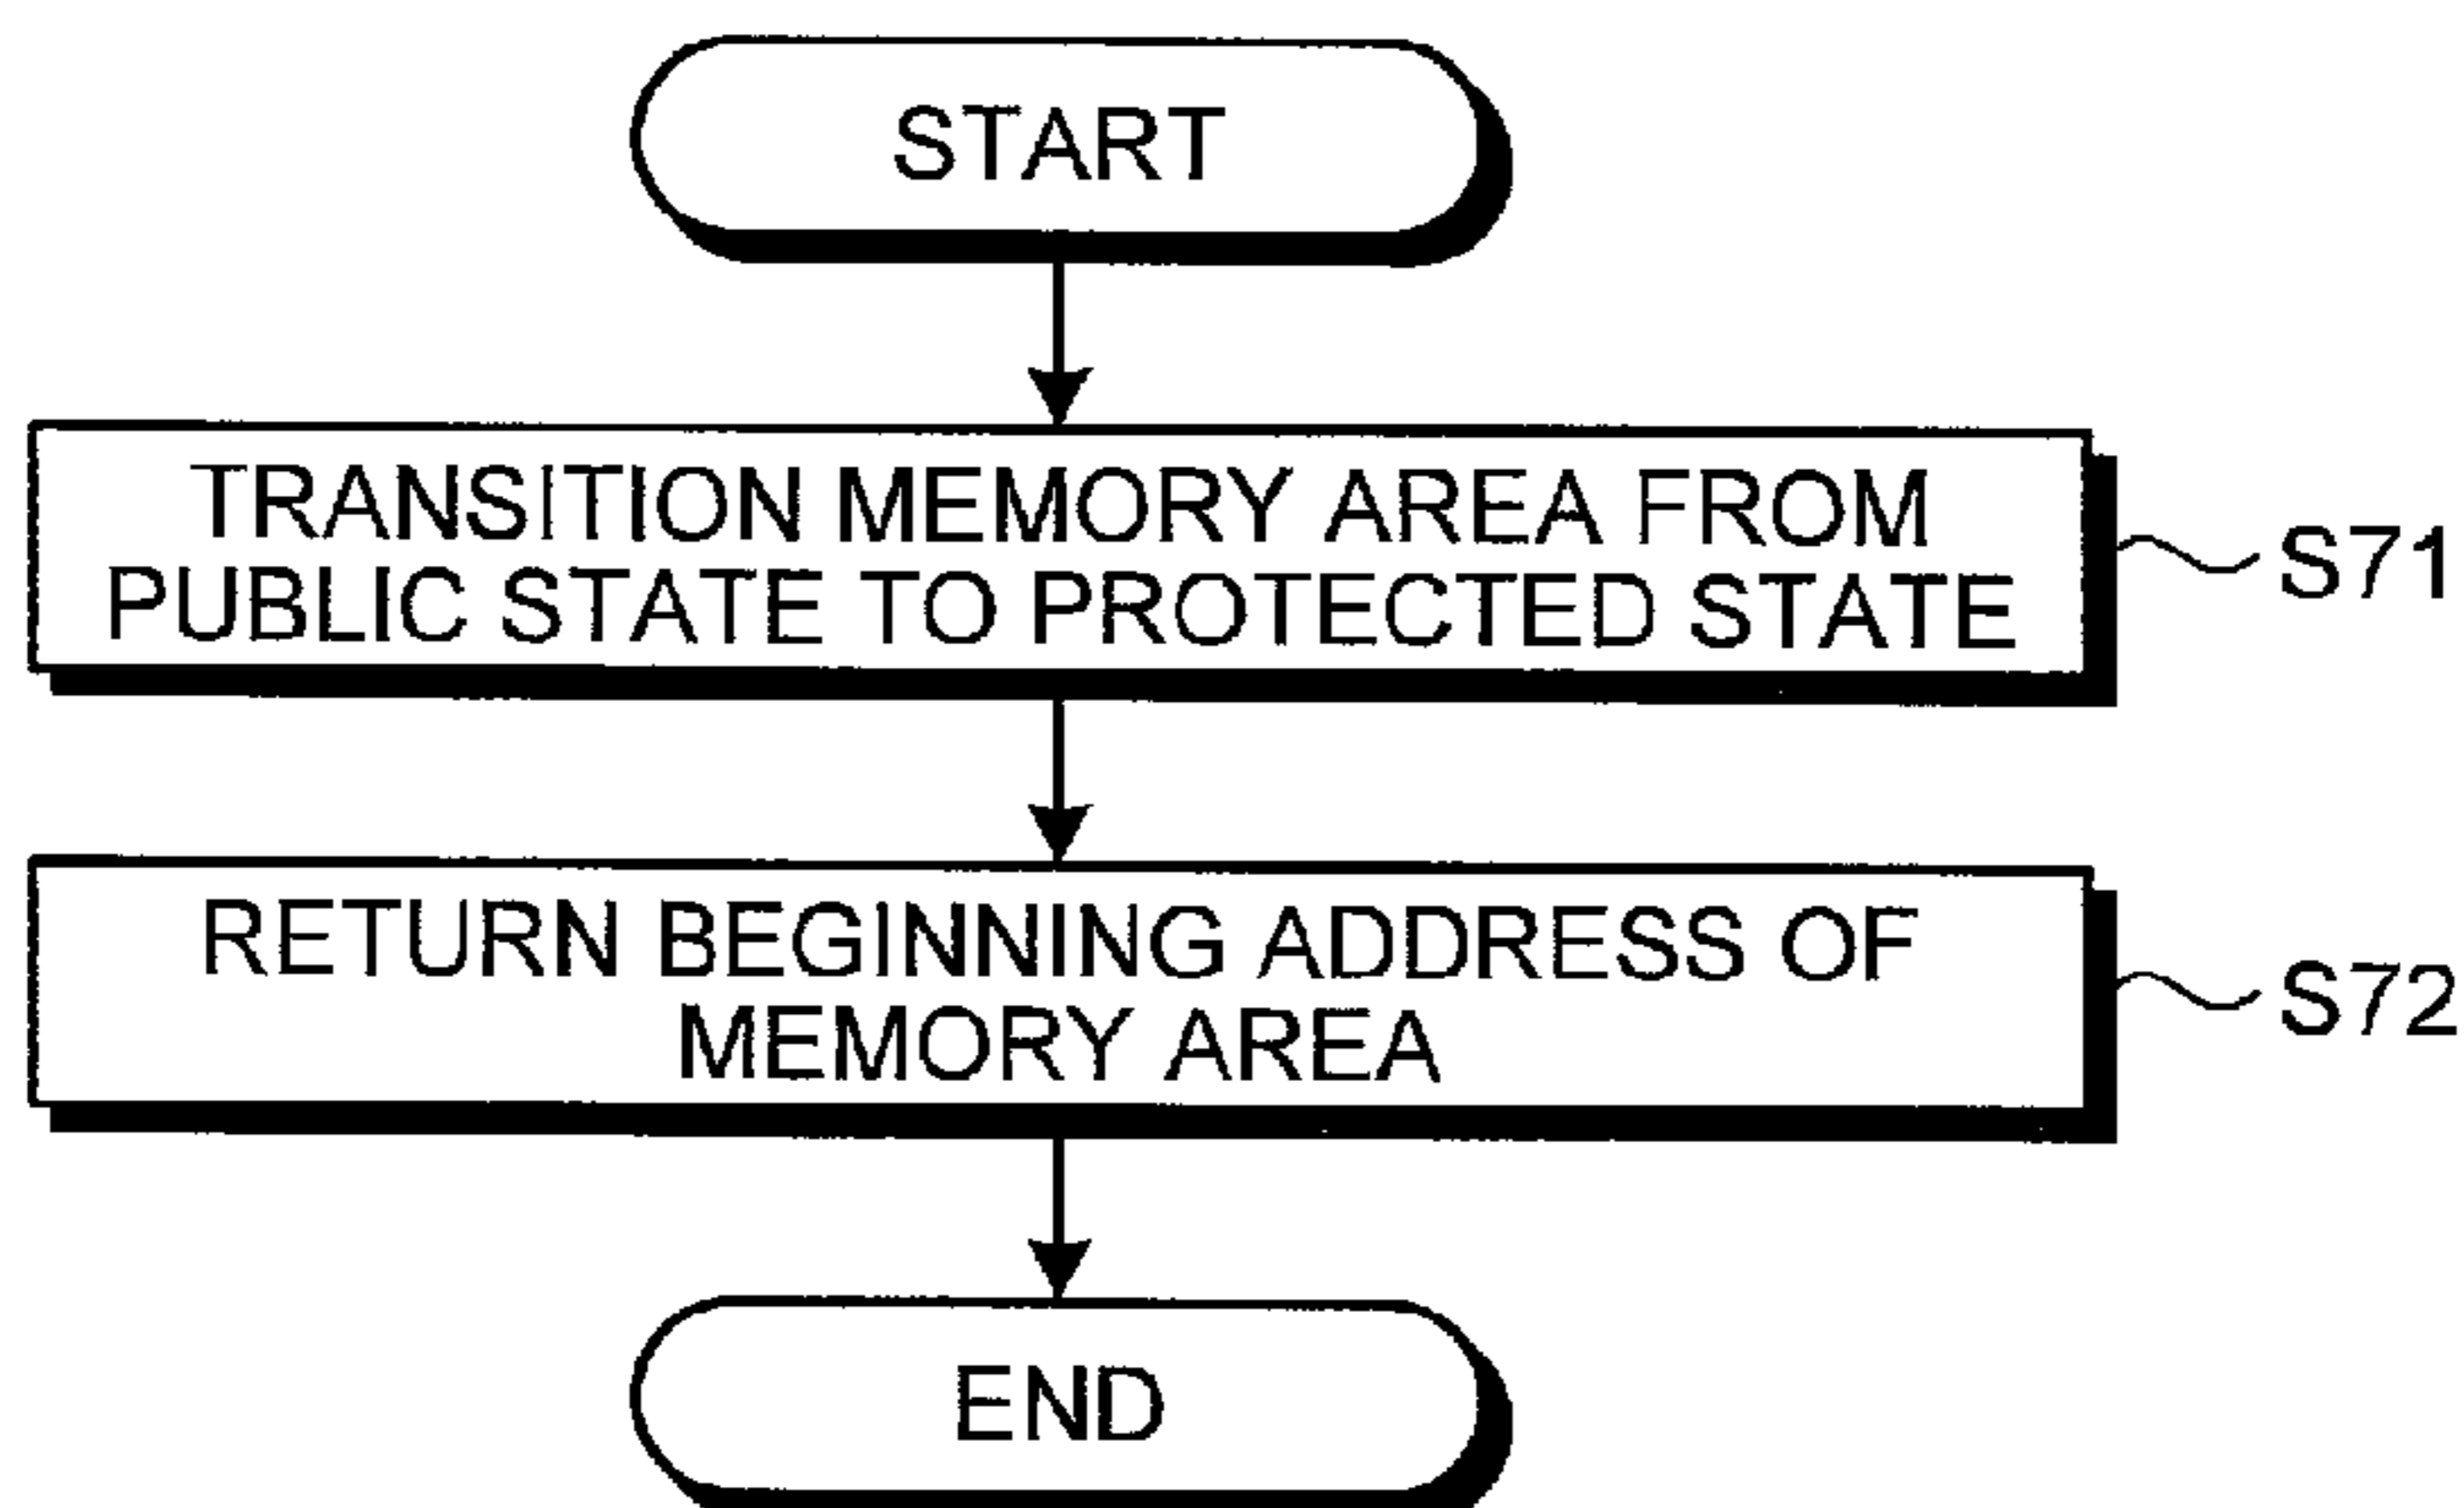 START
TRANSITION MEMORY AREA FROM
PUBLIC STATE TO PROTECTED STATE
S71
RETURN BEGINNING ADDRESS OF
MEMORY AREA
S72
END